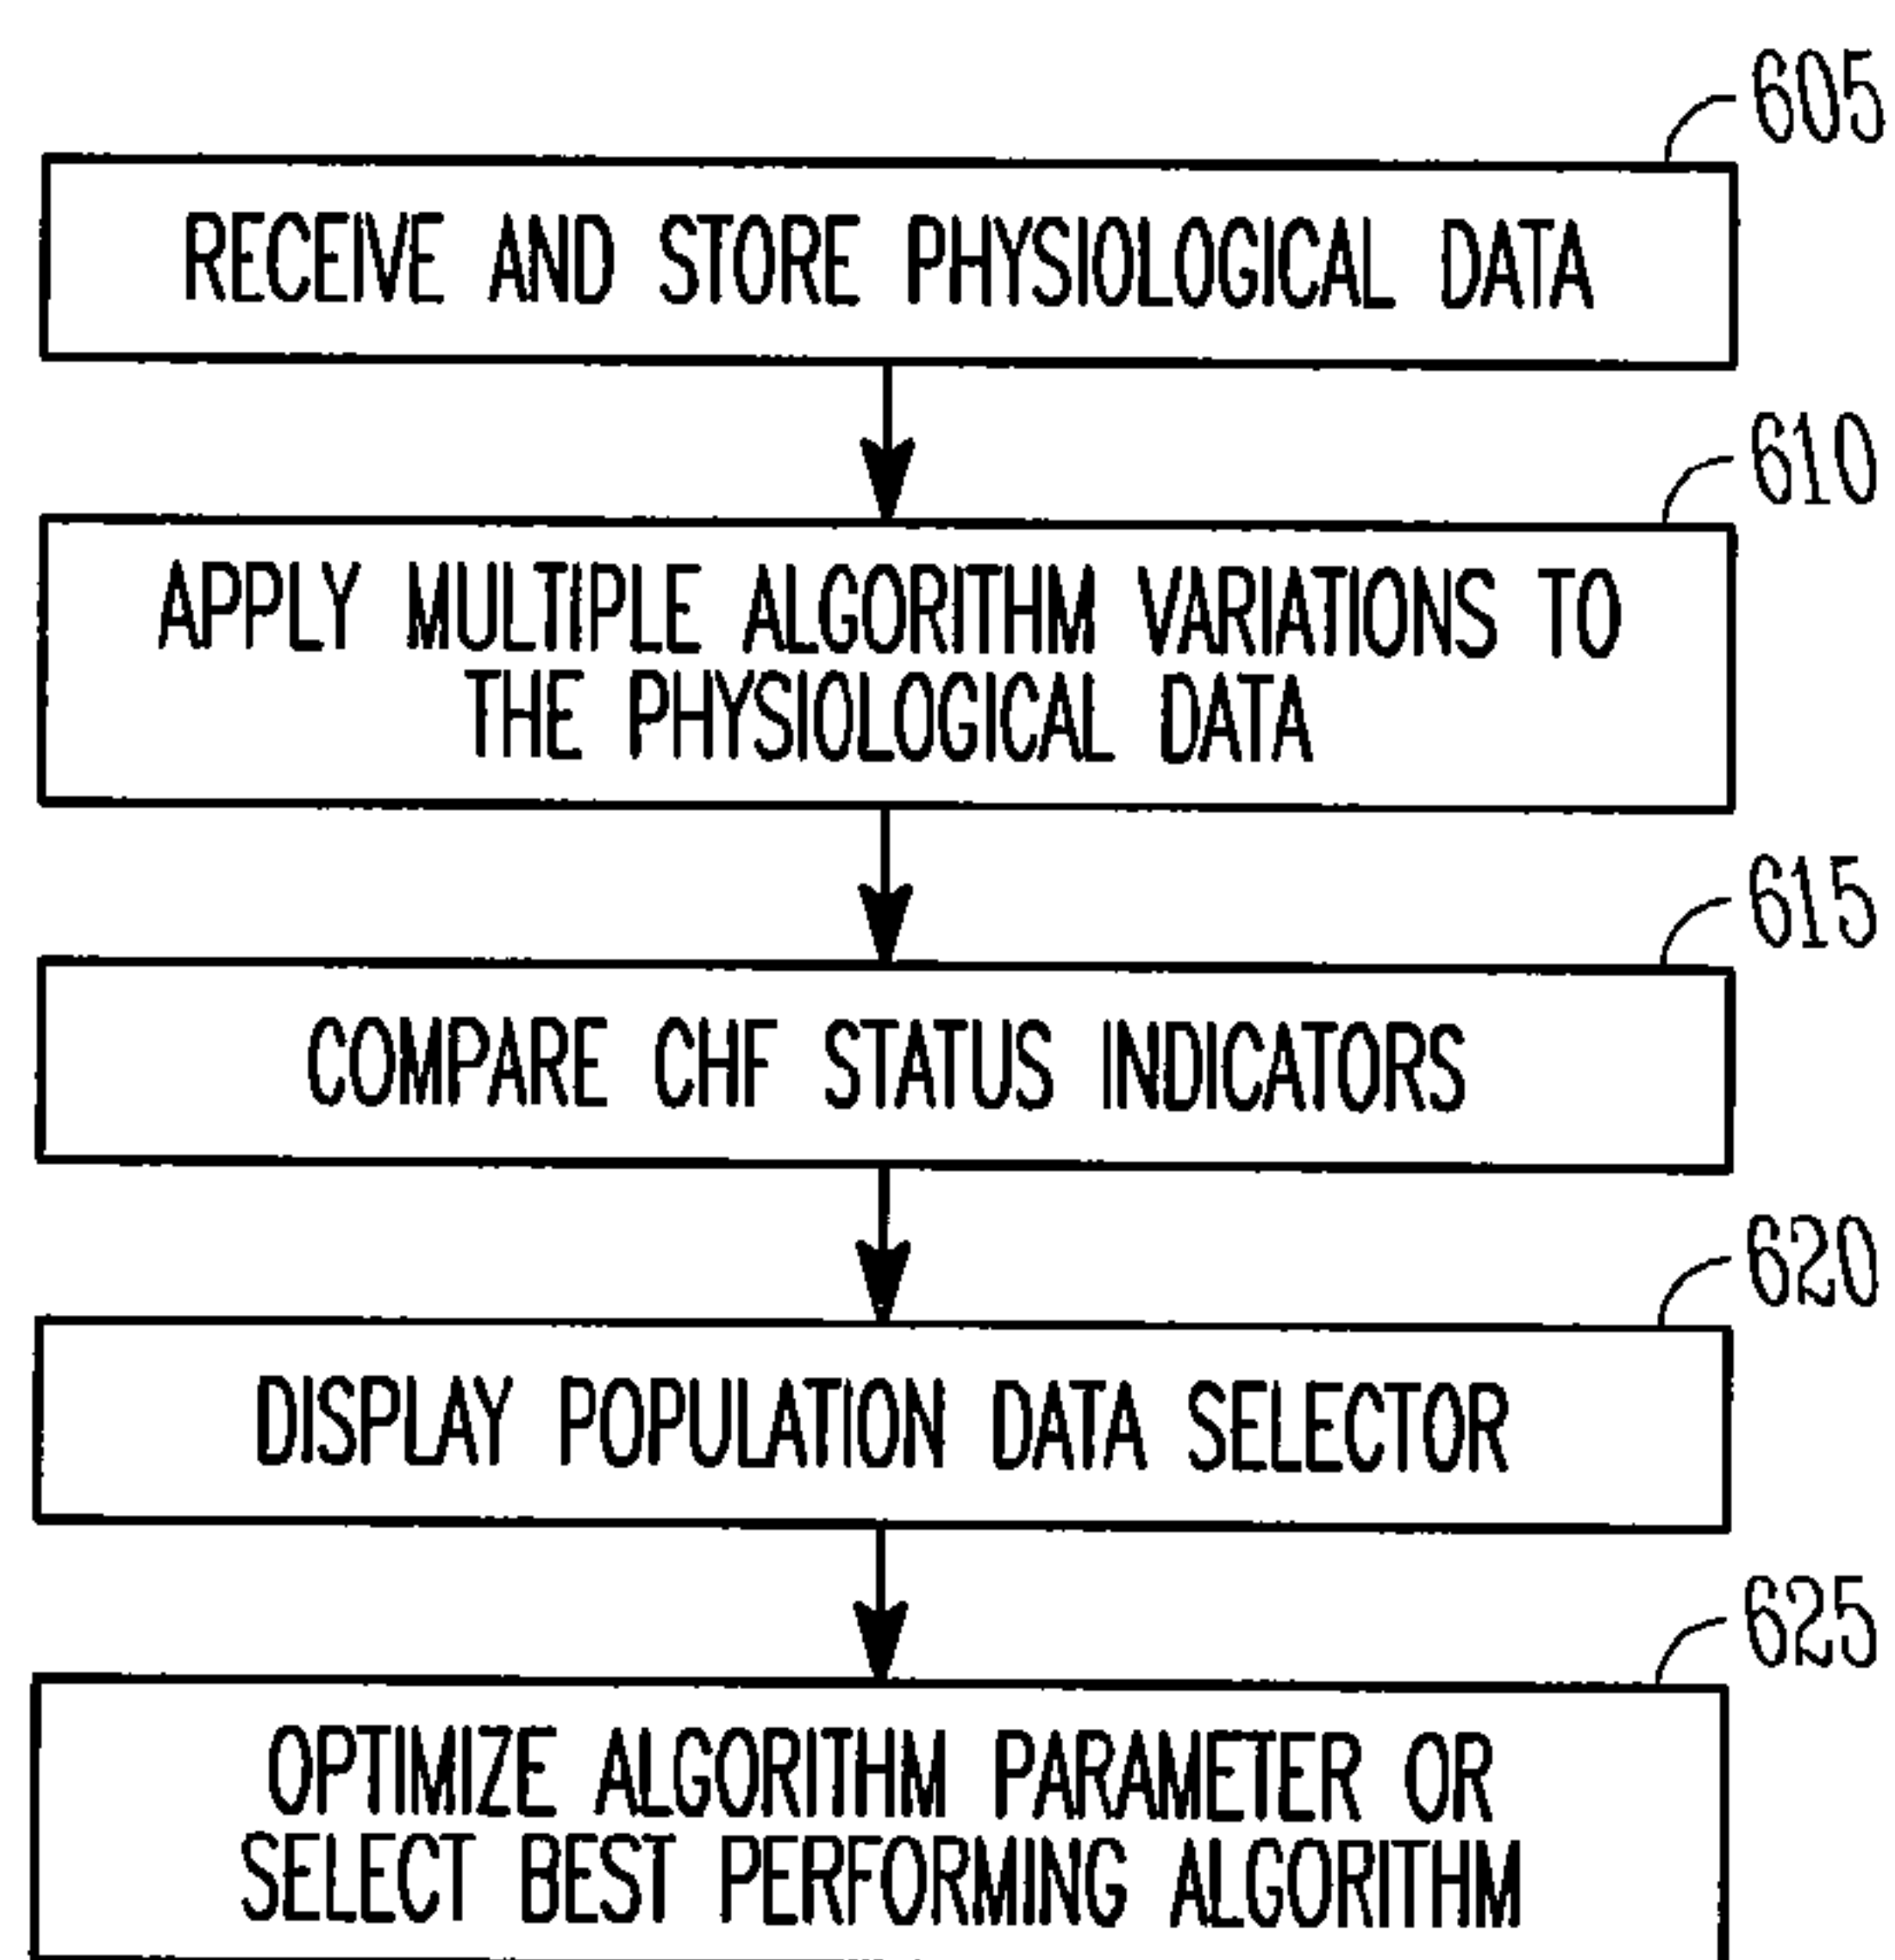 605
RECEIVE AND STORE PHYSIOLOGICAL DATA
610
APPLY MULTIPLE ALGORITHM VARIATIONS TO
THE PHYSIOLOGICAL DATA
615
COMPARE CHF STATUS INDICATORS
620
DISPLAY POPULATION DATA SELECTOR
625
OPTIMIZE ALGORITHM PARAMETER OR
SELECT BEST PERFORMING ALGORITHM